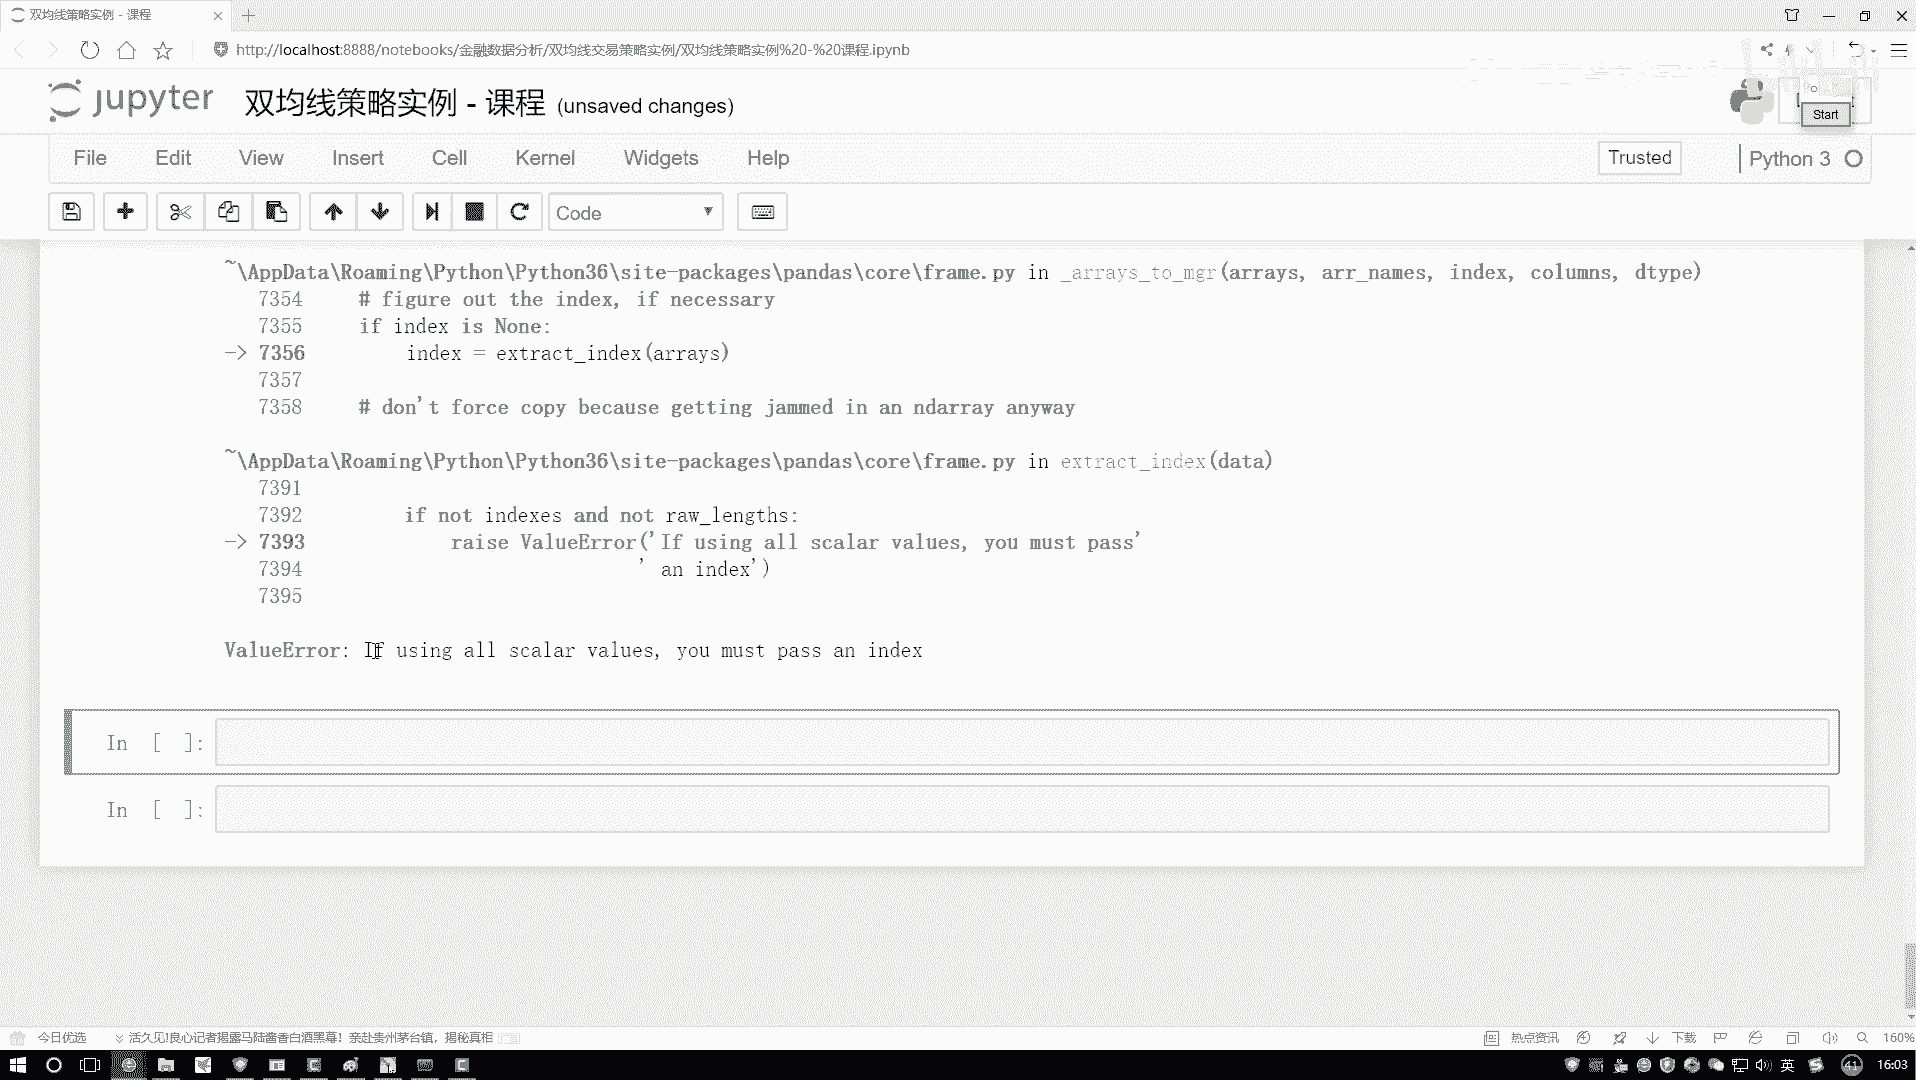 双均线策略实例 - 课程
http://localhost:8888/notebooks/金融数据分析/双均线交易策略实例/双均线策略实例%20-%20课程.ipynb
jupyter 双均线策略实例 - 课程 (unsaved changes)
Start
File Edit View Insert Cell Kernel Widgets Help
Trusted Python 3
Code
~\AppData\Roaming\Python\Python36\site-packages\pandas\core\frame.py in _arrays_to_mgr(arrays, arr_names, index, columns, dtype)
7354 # figure out the index, if necessary
7355 if index is None:
-> 7356 index = extract_index(arrays)
7357
7358 # don't force copy because getting jammed in an ndarray anyway
~\AppData\Roaming\Python\Python36\site-packages\pandas\core\frame.py in extract_index(data)
7391
7392 if not indexes and not raw_lengths:
-> 7393 raise ValueError('If using all scalar values, you must pass'
7394 ' an index')
7395
ValueError: If using all scalar values, you must pass an index
In [ ]:
In [ ]:
今日优选 活久见!良心记者揭露马陆酱香白酒黑幕！亲赴贵州茅台镇，揭秘真相 热点资讯 下载 160%
英 41 16:03